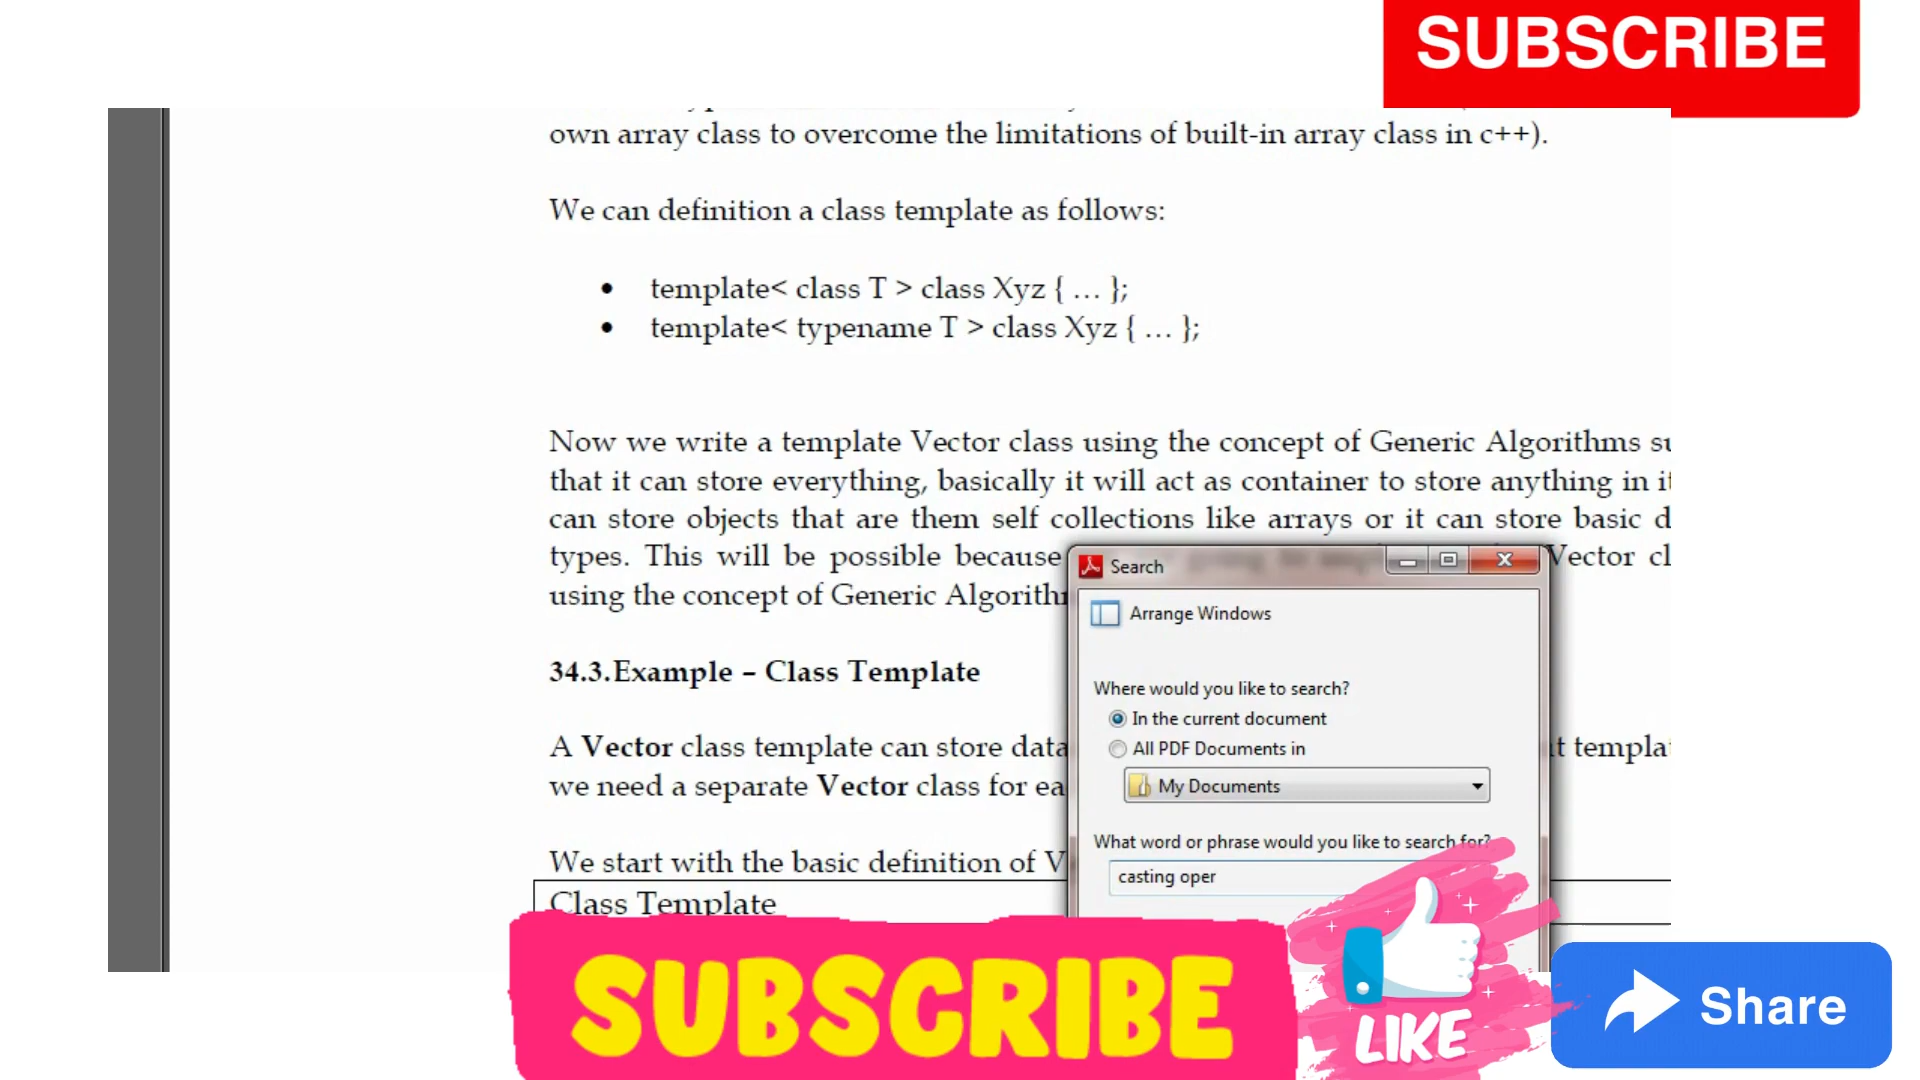 SUBSCRIBE
own array class to overcome the limitations of built-in array class in c++).
We can definition a class template as follows:
• template< class T > class Xyz { … };
• template< typename T > class Xyz { … };
Now we write a template Vector class using the concept of Generic Algorithms
that it can store everything, basically it will act as container to store anything in
can store objects that are them self collections like arrays or it can store basic
types. This will be possible because Vector
using the concept of Generic
34.3.Example – Class Template
A Vector class template can store data
we need a separate Vector class for
We start with the basic definition of
Class Template
Search
Arrange Windows
Where would you like to search?
In the current document
All PDF Documents in
My Documents
What word or phrase would you like to search for?
casting oper
SUBSCRIBE
LIKE
Share